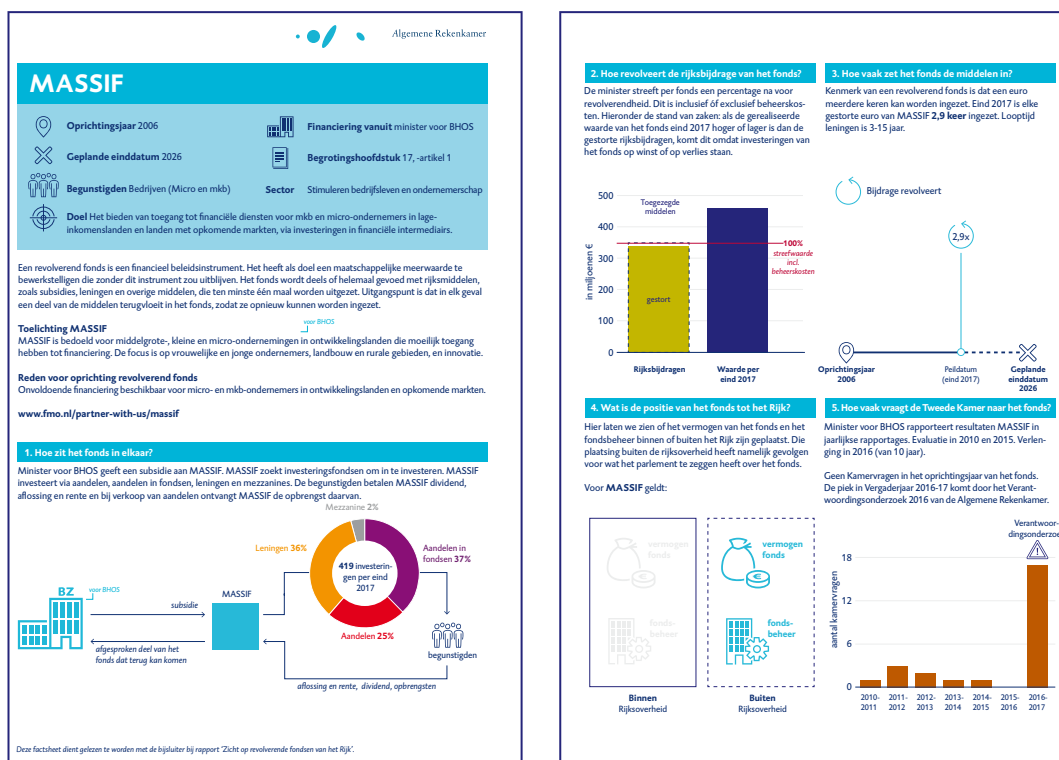 Algemene Rekenkamer
MASSIF
Oprichtingsjaar 2006
Financiering vanuit minister voor BHOS
Geplande einddatum 2026
Begrotingshoofdstuk 17, -artikel 1
Begunstigden Bedrijven (Micro en mkb)
Sector Stimuleren bedrijfsleven en ondernemerschap
Doel Het bieden van toegang tot financiële diensten voor mkb en micro-ondernemers in lage-
inkomenslanden en landen met opkomende markten, via investeringen in financiële intermediairs.
Een revolverend fonds is een financieel beleidsinstrument. Het heeft als doel een maatschappelijke meerwaarde te
bewerkstelligen die zonder dit instrument zou uitblijven. Het fonds wordt deels of helemaal gevoed met rijksmiddelen,
zoals subsidies, leningen en overige middelen, die ten minste één maal worden uitgezet. Uitgangspunt is dat in elk geval
een deel van de middelen terugvloeit in het fonds, zodat ze opnieuw kunnen worden ingezet.
Toelichting MASSIF
voor BHOS
MASSIF is bedoeld voor middelgrote-, kleine en micro-ondernemingen in ontwikkelingslanden die moeilijk toegang
hebben tot financiering. De focus is op vrouwelijke en jonge ondernemers, landbouw en rurale gebieden, en innovatie.
Reden voor oprichting revolverend fonds
Onvoldoende financiering beschikbaar voor micro- en mkb-ondernemers in ontwikkelingslanden en opkomende markten.
www.fmo.nl/partner-with-us/massif
1. Hoe zit het fonds in elkaar?
Minister voor BHOS geeft een subsidie aan MASSIF. MASSIF zoekt investeringsfondsen om in te investeren. MASSIF
investeert via aandelen, aandelen in fondsen, leningen en mezzanines. De begunstigden betalen MASSIF dividend,
aflossing en rente en bij verkoop van aandelen ontvangt MASSIF de opbrengst daarvan.
Mezzanine 2%
Leningen 36%
Aandelen in
fondsen 37%
419 investerin-
gen per eind
2017
Aandelen 25%
BZ
voor BHOS
subsidie
MASSIF
afgesproken deel van het
fonds dat terug kan komen
begunstigden
aflossing en rente, dividend, opbrengsten
Deze factsheet dient gelezen te worden met de bijsluiter bij rapport 'Zicht op revolverende fondsen van het Rijk'.
2. Hoe revolveert de rijksbijdrage van het fonds?
De minister streeft per fonds een percentage na voor
revolverendheid. Dit is inclusief óf exclusief beheerskos-
ten. Hieronder de stand van zaken: als de gerealiseerde
waarde van het fonds eind 2017 hoger of lager is dan de
gestorte rijksbijdragen, komt dit omdat investeringen van
het fonds op winst of op verlies staan.
in miljoenen €
500
400
300
200
100
0
Toegezegde
middelen
gestort
100%
streefwaarde
incl.
beheerskosten
Rijksbijdragen
Waarde per
eind 2017
3. Hoe vaak zet het fonds de middelen in?
Kenmerk van een revolverend fonds is dat een euro
meerdere keren kan worden ingezet. Eind 2017 is elke
gestorte euro van MASSIF 2,9 keer ingezet. Looptijd
leningen is 3-15 jaar.
Bijdrage revolveert
2,9x
Oprichtingsjaar
2006
Peildatum
(eind 2017)
Geplande
einddatum
2026
4. Wat is de positie van het fonds tot het Rijk?
Hier laten we zien of het vermogen van het fonds en het
fondsbeheer binnen of buiten het Rijk zijn geplaatst. Die
plaatsing buiten de rijksoverheid heeft namelijk gevolgen
voor wat het parlement te zeggen heeft over het fonds.
Voor MASSIF geldt:
vermogen
fonds
fonds-
beheer
Binnen
Rijksoverheid
vermogen
fonds
fonds-
beheer
Buiten
Rijksoverheid
5. Hoe vaak vraagt de Tweede Kamer naar het fonds?
Minister voor BHOS rapporteert resultaten MASSIF in
jaarlijkse rapportages. Evaluatie in 2010 en 2015. Verlen-
ging in 2016 (van 10 jaar).
Geen Kamervragen in het oprichtingsjaar van het fonds.
De piek in Vergaderjaar 2016-17 komt door het Verant-
woordingsonderzoek 2016 van de Algemene Rekenkamer.
Verantwoor-
dingsonderzoe
aantal kamervragen
18
12
6
0
2010-
2011
2011-
2012
2012-
2013
2013-
2014
2014-
2015
2015-
2016
2016-
2017